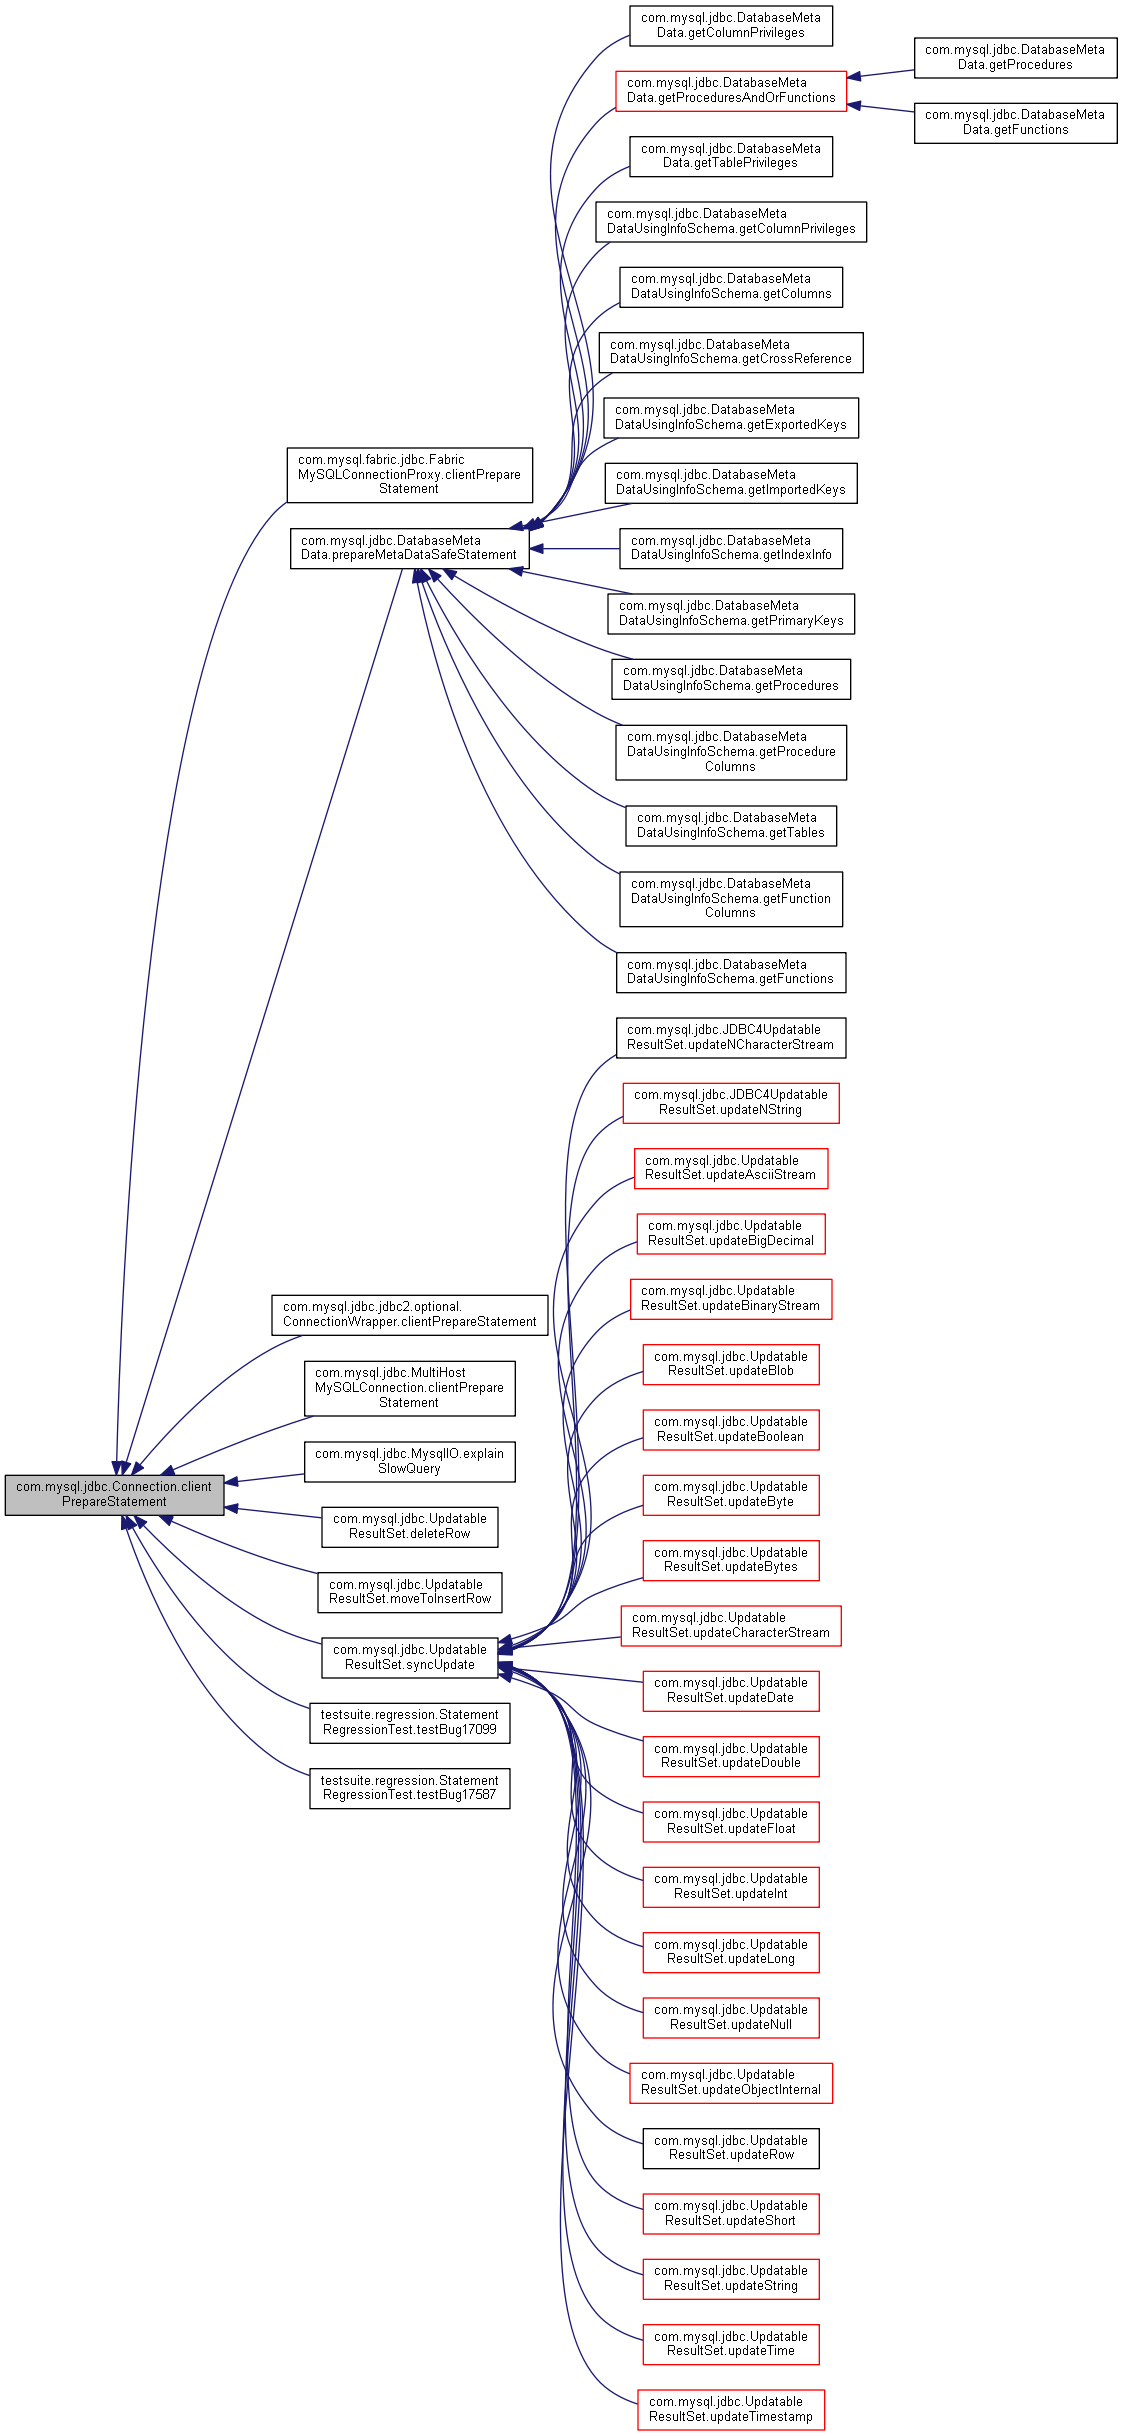 com.mysql.jdbc.DatabaseMeta
Data.getColumnPrivileges
com.mysql.jdbc.DatabaseMeta
Data.getProceduresAndOrFunctions
com.mysql.jdbc.DatabaseMeta
Data.getProcedures
com.mysql.jdbc.DatabaseMeta
Data.getFunctions
com.mysql.jdbc.DatabaseMeta
Data.getTablePrivileges
com.mysql.jdbc.DatabaseMeta
DataUsingInfoSchema.getColumnPrivileges
com.mysql.jdbc.DatabaseMeta
DataUsingInfoSchema.getColumns
com.mysql.jdbc.DatabaseMeta
DataUsingInfoSchema.getCrossReference
com.mysql.jdbc.DatabaseMeta
DataUsingInfoSchema.getExportedKeys
com.mysql.fabric.jdbc.Fabric
MySQLConnectionProxy.clientPrepare
Statement
com.mysql.jdbc.DatabaseMeta
DataUsingInfoSchema.getImportedKeys
com.mysql.jdbc.DatabaseMeta
Data.prepareMetaDataSafeStatement
com.mysql.jdbc.DatabaseMeta
DataUsingInfoSchema.getIndexInfo
com.mysql.jdbc.DatabaseMeta
DataUsingInfoSchema.getPrimaryKeys
com.mysql.jdbc.DatabaseMeta
DataUsingInfoSchema.getProcedures
com.mysql.jdbc.DatabaseMeta
DataUsingInfoSchema.getProcedure
Columns
com.mysql.jdbc.DatabaseMeta
DataUsingInfoSchema.getTables
com.mysql.jdbc.DatabaseMeta
DataUsingInfoSchema.getFunction
Columns
com.mysql.jdbc.DatabaseMeta
DataUsingInfoSchema.getFunctions
com.mysql.jdbc.JDBC4Updatable
ResultSet.updateNCharacterStream
com.mysql.jdbc.JDBC4Updatable
ResultSet.updateNString
com.mysql.jdbc.Updatable
ResultSet.updateAsciiStream
com.mysql.jdbc.Updatable
ResultSet.updateBigDecimal
com.mysql.jdbc.Updatable
ResultSet.updateBinaryStream
com.mysql.jdbc.jdbc2.optional.
ConnectionWrapper.clientPrepareStatement
com.mysql.jdbc.Updatable
ResultSet.updateBlob
com.mysql.jdbc.MultiHost
MySQLConnection.clientPrepare
Statement
com.mysql.jdbc.Updatable
ResultSet.updateBoolean
com.mysql.jdbc.MysqlIO.explain
SlowQuery
com.mysql.jdbc.Connection.client
PrepareStatement
com.mysql.jdbc.Updatable
ResultSet.updateByte
com.mysql.jdbc.Updatable
ResultSet.deleteRow
com.mysql.jdbc.Updatable
ResultSet.updateBytes
com.mysql.jdbc.Updatable
ResultSet.moveToInsertRow
com.mysql.jdbc.Updatable
ResultSet.updateCharacterStream
com.mysql.jdbc.Updatable
ResultSet.syncUpdate
com.mysql.jdbc.Updatable
ResultSet.updateDate
testsuite.regression.Statement
RegressionTest.testBug17099
com.mysql.jdbc.Updatable
ResultSet.updateDouble
testsuite.regression.Statement
RegressionTest.testBug17587
com.mysql.jdbc.Updatable
ResultSet.updateFloat
com.mysql.jdbc.Updatable
ResultSet.updateInt
com.mysql.jdbc.Updatable
ResultSet.updateLong
com.mysql.jdbc.Updatable
ResultSet.updateNull
com.mysql.jdbc.Updatable
ResultSet.updateObjectInternal
com.mysql.jdbc.Updatable
ResultSet.updateRow
com.mysql.jdbc.Updatable
ResultSet.updateShort
com.mysql.jdbc.Updatable
ResultSet.updateString
com.mysql.jdbc.Updatable
ResultSet.updateTime
com.mysql.jdbc.Updatable
ResultSet.updateTimestamp